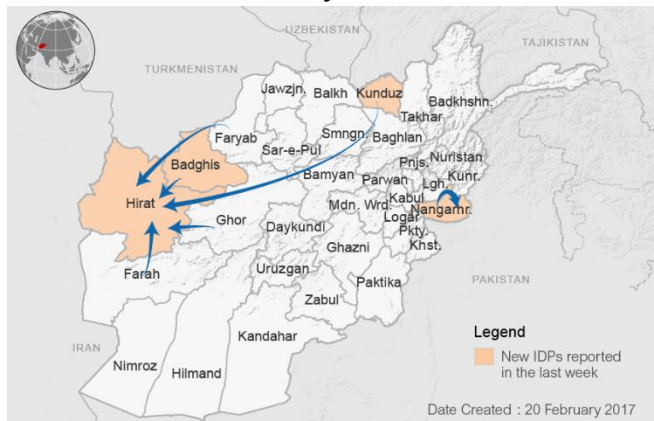 UZBEKISTAN
TAJIKISTAN
TURKMENISTAN
Jawzjn.
Balkh
Kunduz
Badkhshn.
Takhar
Faryab
Smngn.
Baghlan
Sar-e-Pul
Badghis
Pnjs.
Nuristan
Bamyan
Parwan
Kunr.
Lgh.
Hirat
Kabul
Mdn. Wrd.
Nangamr.
Ghor
Logar
Daykundi
Pkty.
Ghazni
Khst.
Farah
Uruzgan
Paktika
PAKISTAN
Zabul
IRAN
Kandahar
Nimroz
Hilmand
Legend
New IDPs reported
in the last week
Date Created : 20 February 2017